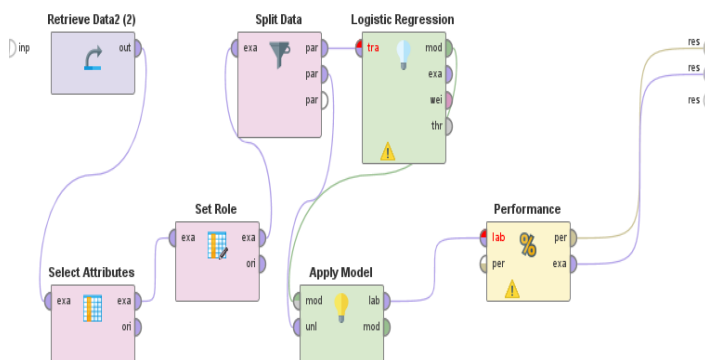 Retrieve Data2 (2)
Split Data
Logistic Regression
inp
out
exa
par
par
par
tra
mod
exa
wei
thr
res
res
res
Set Role
exa
exa
ori
Performance
lab
per
per
exa
Select Attributes
exa
exa
ori
Apply Model
mod
unl
lab
mod